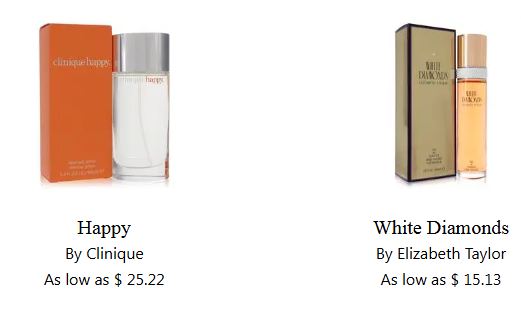 clinique happy.
clinique happy.
WHITE
DIAMONDS
ELIZABETH TAYLOR
WHITE
DIAMONDS
Happy
By Clinique
As low as $ 25.22
White Diamonds
By Elizabeth Taylor
As low as $ 15.13